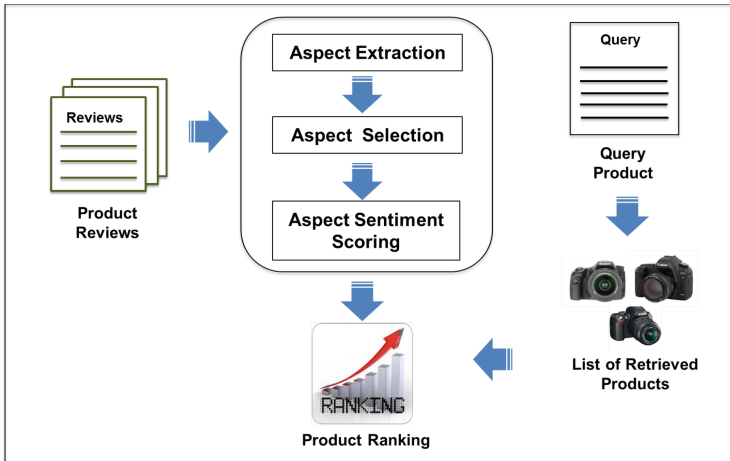 Reviews
Product
Reviews
Aspect Extraction
Aspect Selection
Aspect Sentiment
Scoring
Query
Query
Product
List of Retrieved
Products
RANKING
Product Ranking